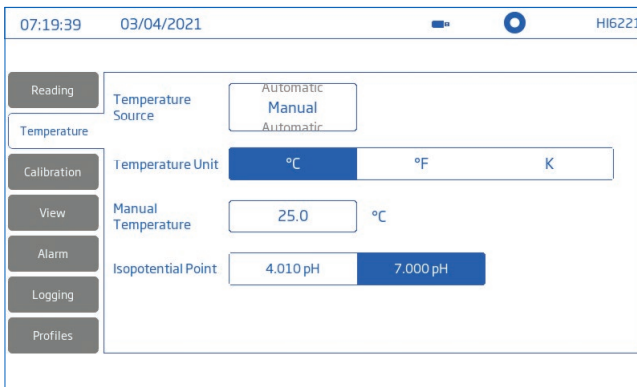 07:19:39 03/04/2021 HI6221
Reading
Temperature
Calibration
View
Alarm
Logging
Profiles
Temperature
Source
Automatic
Manual
Automatic
Temperature Unit °C °F K
Manual
Temperature
25.0 °C
Isopotential Point 4.010 pH 7.000 pH